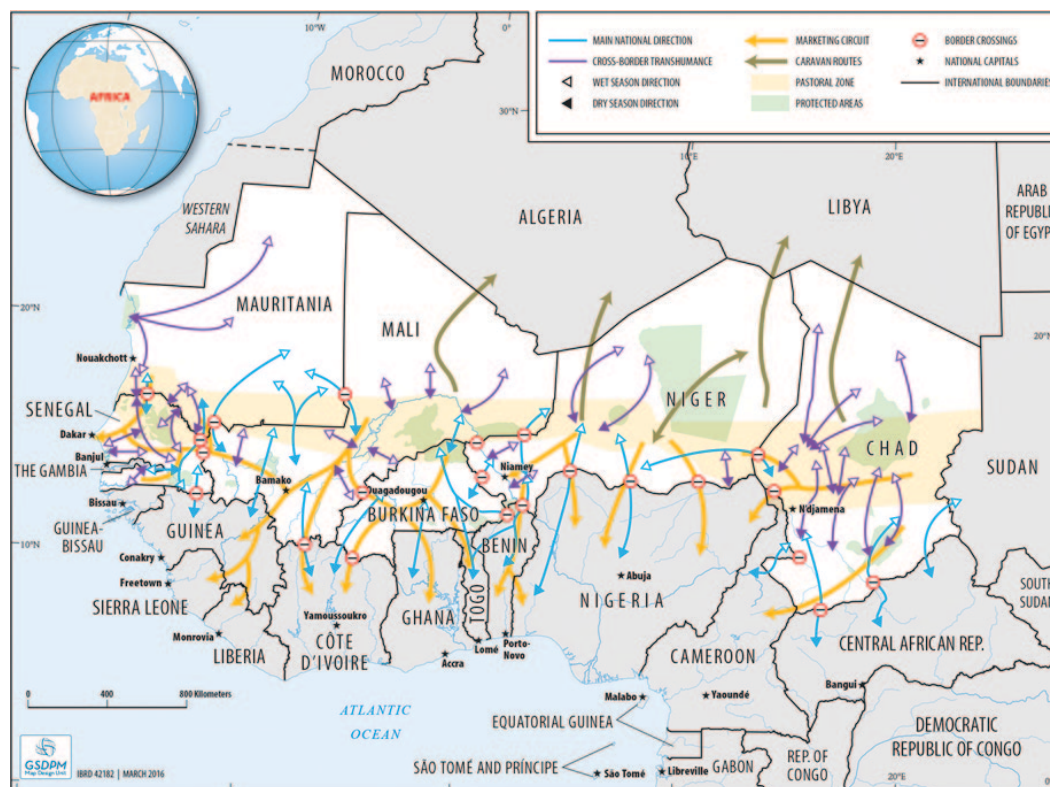 10°W
0°
MAIN NATIONAL DIRECTION
CROSS-BORDER TRANSHUMANCE
WET SEASON DIRECTION
DRY SEASON DIRECTION
MARKETING CIRCUIT
CARAVAN ROUTES
PASTORAL ZONE
PROTECTED AREAS
BORDER CROSSINGS
NATIONAL CAPITALS
INTERNATIONAL BOUNDARIES
AFRICA
MOROCCO
30°N
10°E
20°E
WESTERN
SAHARA
ALGERIA
LIBYA
ARAB
REPUBLIC
OF EGYPT
20°N
20°N
MAURITANIA
MALI
NIGER
CHAD
SUDAN
Nouakchott
SENEGAL
Dakar
Banjul
THE GAMBIA
Bissau
GUINEA-
BISSAU
GUINEA
Bamako
Ouagadougou
BURKINA FASO
Niamey
BENIN
N'djamena
10°N
Conakry
Freetown
SIERRA LEONE
Monrovia
LIBERIA
Yamoussoukro
CÔTE
D'IVOIRE
GHANA
TOGO
Accra
Lomé
Porto-
Novo
Abuja
NIGERIA
CAMEROON
CENTRAL AFRICAN REP.
SOUTH
SUDAN
Bangui
Yaoundé
Malabo
EQUATORIAL GUINEA
SÃO TOMÉ AND PRÍNCIPE
São Tomé
Libreville
GABON
REP. OF
CONGO
DEMOCRATIC
REPUBLIC OF CONGO
20°E
0 400 800 Kilometers
ATLANTIC
OCEAN
GSDPM
Map Design Unit
IBRD 42182 | MARCH 2016